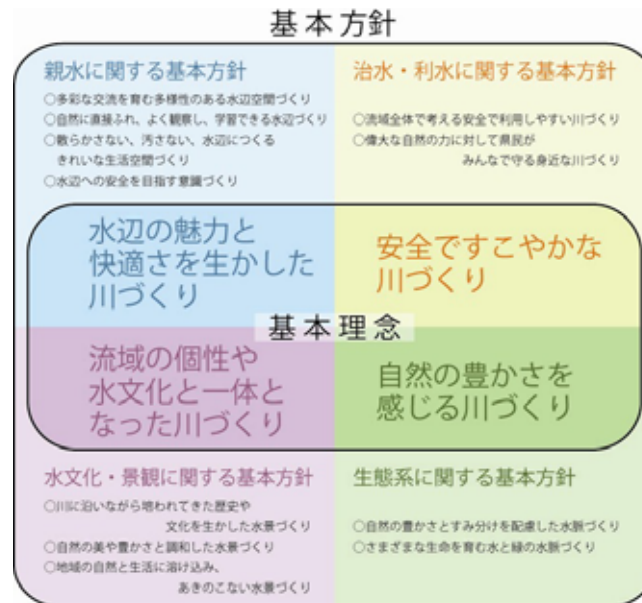 基本方針
親水に関する基本方針
○多彩な交流を育む多様性のある水辺空間づくり
○自然に直接ふれ、よく観察し、学習できる水辺づくり
○散らかさない、汚さない、水辺につくる
きれいな生活空間づくり
○水辺への安全を目指す意識づくり
治水・利水に関する基本方針
○流域全体で考える安全で利用しやすい川づくり
○偉大な自然の力に対して県民が
みんなで守る身近な川づくり
水辺の魅力と
快適さを生かした
川づくり
安全ですこやかな
川づくり
基本理念
流域の個性や
水文化と一体と
なった川づくり
自然の豊かさを
感じる川づくり
水文化・景観に関する基本方針
○川に沿いながら培われてきた歴史や
文化を生かした水景づくり
○自然の美や豊かさと調和した水景づくり
○地域の自然と生活に溶け込み、
あきのこない水景づくり
生態系に関する基本方針
○自然の豊かさとすみ分けを配慮した水脈づくり
○さまざまな生命を育む水と緑の水脈づくり